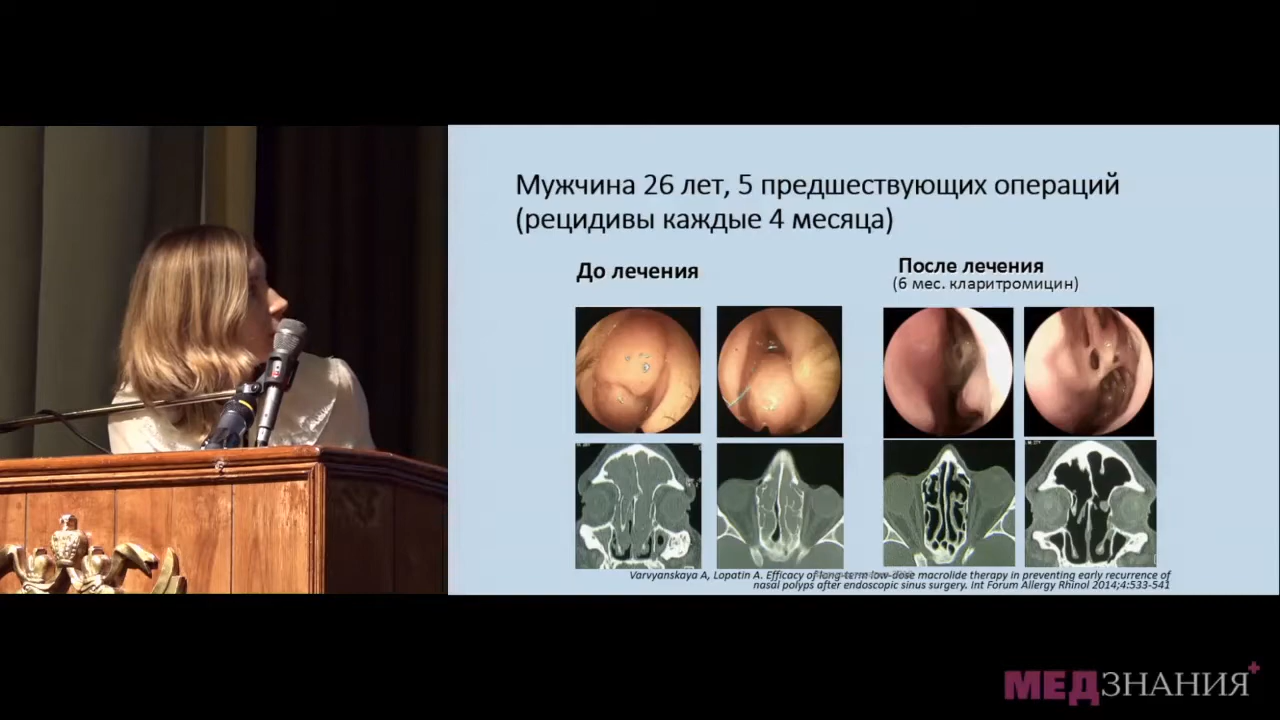 Мужчина 26 лет, 5 предшествующих операций
(рецидивы каждые 4 месяца)
До лечения
После лечения
(6 мес. кларитромицин)
Varvyanskaya A, Lopatin A. Efficacy of long-term low-dose macrolide therapy in preventing early recurrence of
nasal polyps after endoscopic sinus surgery. Int Forum Allergy Rhinol 2014;4:533-541
МЕДЗНАНИЯ+